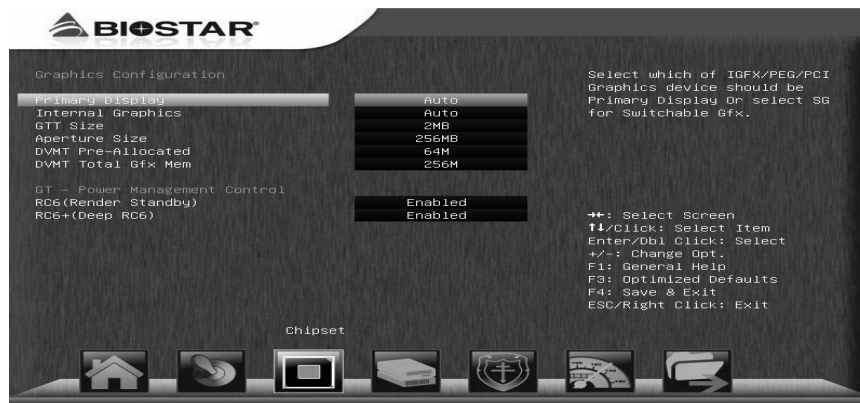 BIOSTAR®
Graphics Configuration
Primary Display Auto
Internal Graphics Auto
GTT Size 2MB
Aperture Size 256MB
DVMT Pre-Allocated 64M
DVMT Total Gfx Mem 256M
GT - Power Management Control
RC6(Render Standby) Enabled
RC6+(Deep RC6) Enabled
Select which of IGFX/PEG/PCI
Graphics device should be
Primary Display Or select SG
for Switchable Gfx.
→←: Select Screen
↑↓/Click: Select Item
Enter/Dbl Click: Select
+/-: Change Opt.
F1: General Help
F3: Optimized Defaults
F4: Save & Exit
ESC/Right Click: Exit
Chipset